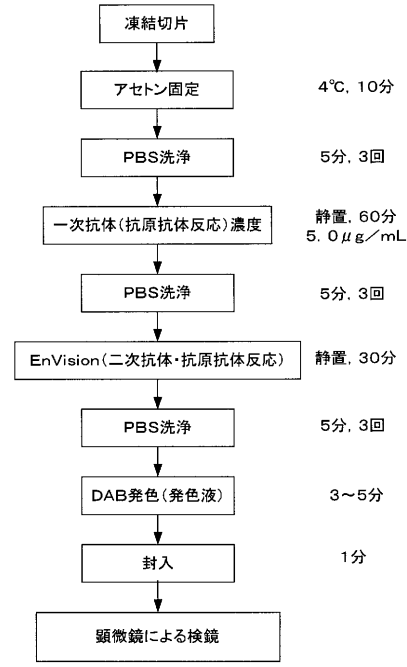 凍結切片
アセトン固定
4℃, 10分
PBS洗浄
5分, 3回
一次抗体(抗原抗体反応)濃度
静置, 60分
5. 0μg/mL
PBS洗浄
5分, 3回
EnVision(二次抗体・抗原抗体反応)
静置, 30分
PBS洗浄
5分, 3回
DAB発色(発色液)
3~5分
封入
1分
顕微鏡による検鏡